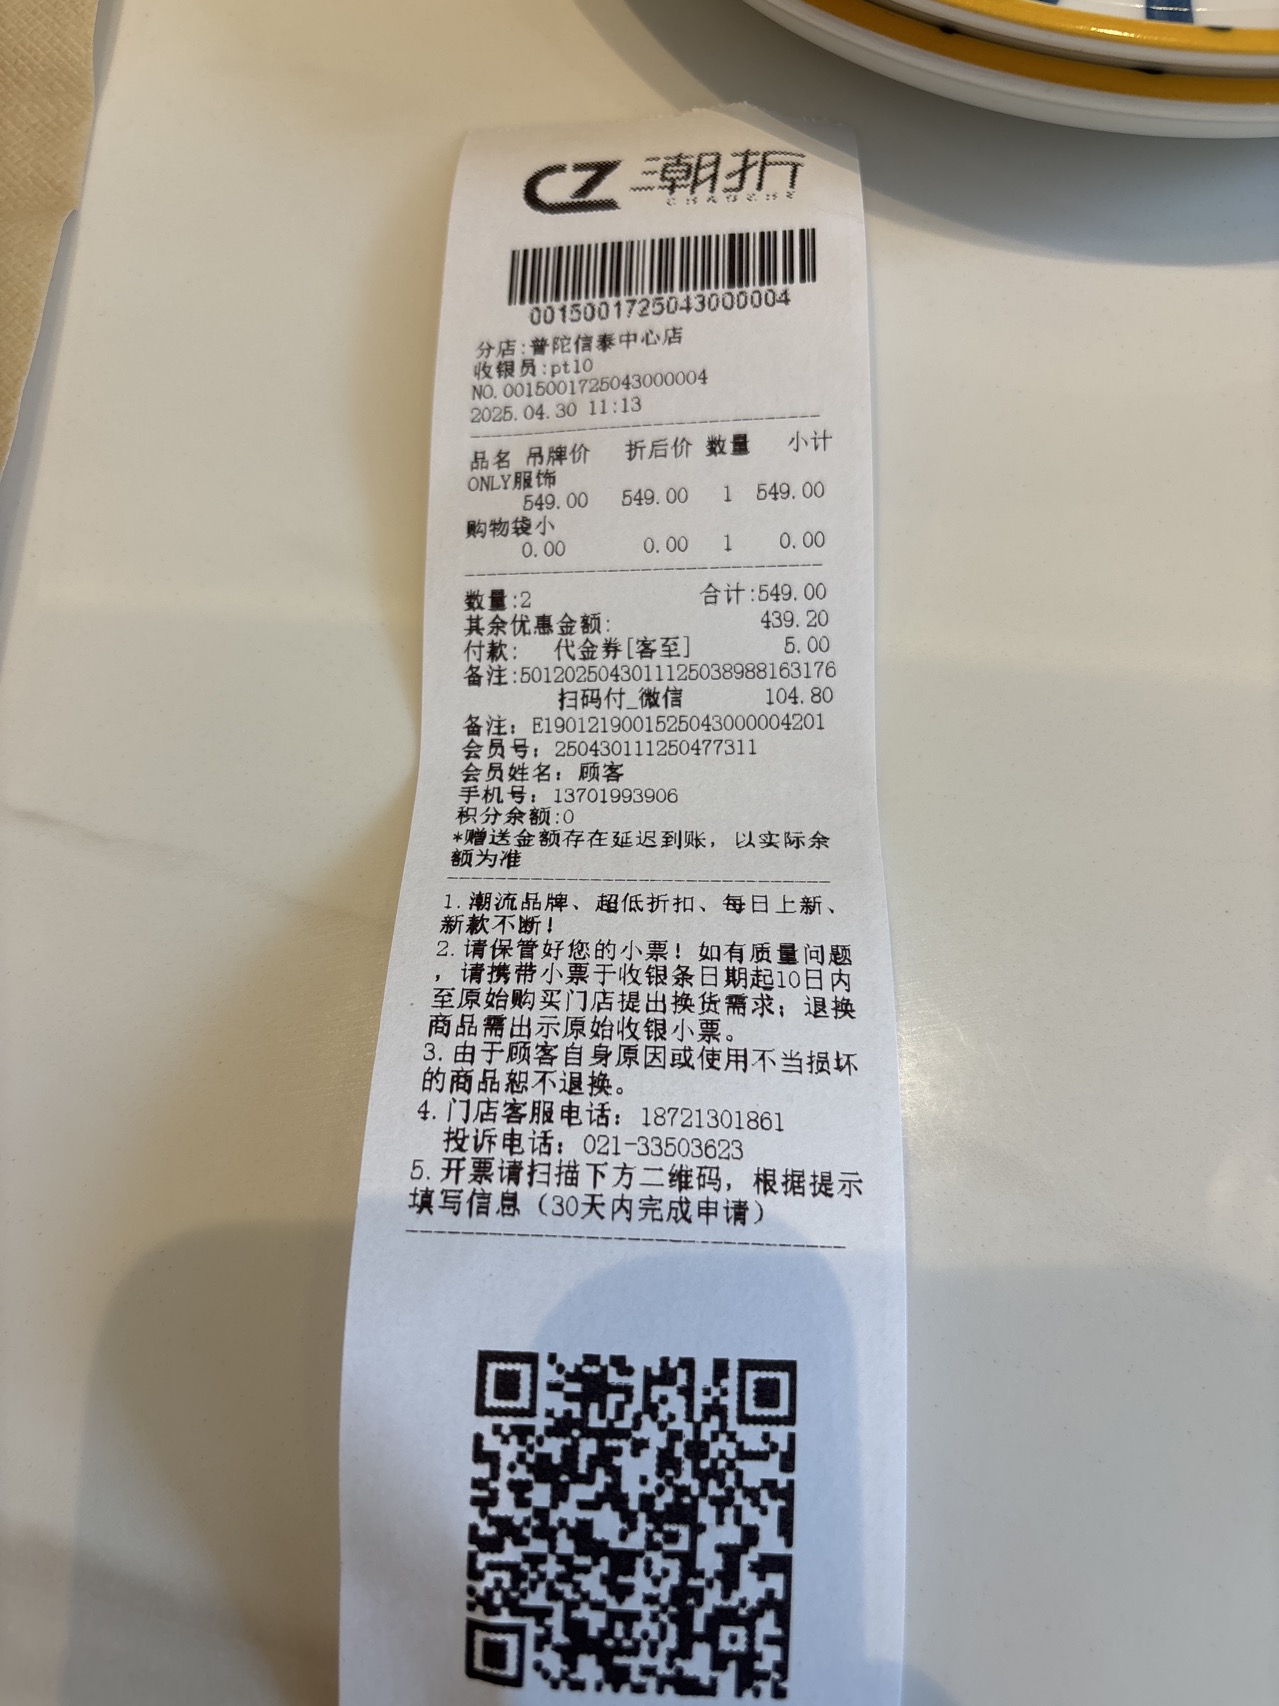 CZ 潮折
CHAOZHE
0015001725043000004
分店:普陀信泰中心店
收银员:pt10
NO.0015001725043000004
2025.04.30 11:13
品名 吊牌价 折后价 数量 小计
ONLY服饰
549.00 549.00 1 549.00
购物袋小
0.00 0.00 1 0.00
数量:2 合计:549.00
其余优惠金额: 439.20
付款: 代金券[客至] 5.00
备注:50120250430111250389881631​76
扫码付_微信 104.80
备注: E1901219001525043000004201
会员号: 250430111250477311
会员姓名: 顾客
手机号: 13701993906
积分余额:0
*赠送金额存在延迟到账, 以实际余
额为准
1.潮流品牌、超低折扣、每日上新、
新款不断!
2.请保管好您的小票! 如有质量问题
, 请携带小票于收银条日期起10日内
至原始购买门店提出换货需求; 退换
商品需出示原始收银小票。
3.由于顾客自身原因或使用不当损坏
的商品恕不退换。
4.门店客服电话: 18721301861
投诉电话: 021-33503623
5.开票请扫描下方二维码, 根据提示
填写信息 (30天内完成申请)